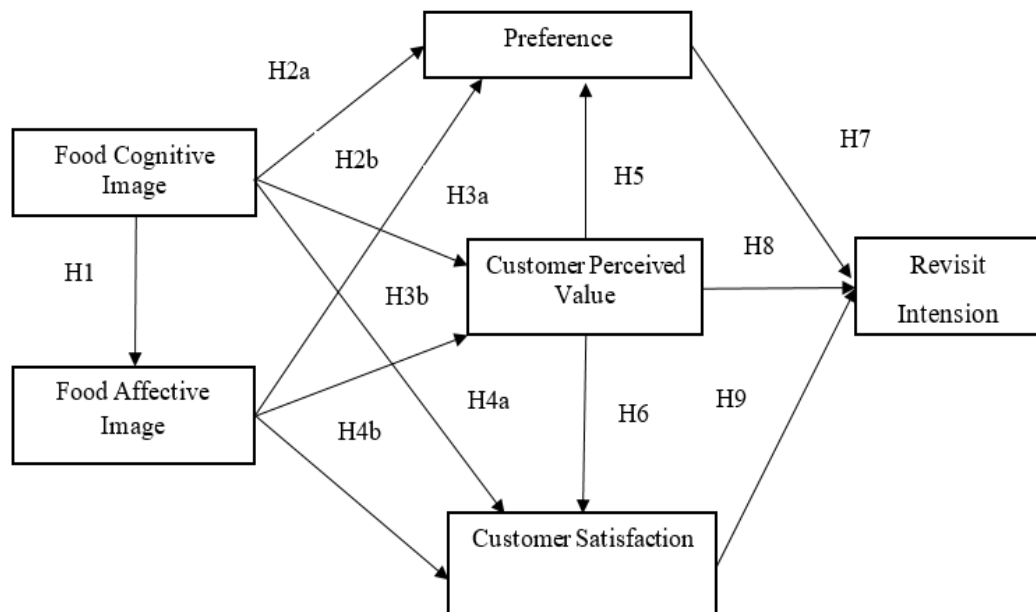 Preference
H2a
H7
Food Cognitive
Image
H2b
H5
H3a
Customer Perceived
Value
H8
Revisit
Intension
H1
H3b
Food Affective
Image
H4a
H6
H9
H4b
Customer Satisfaction